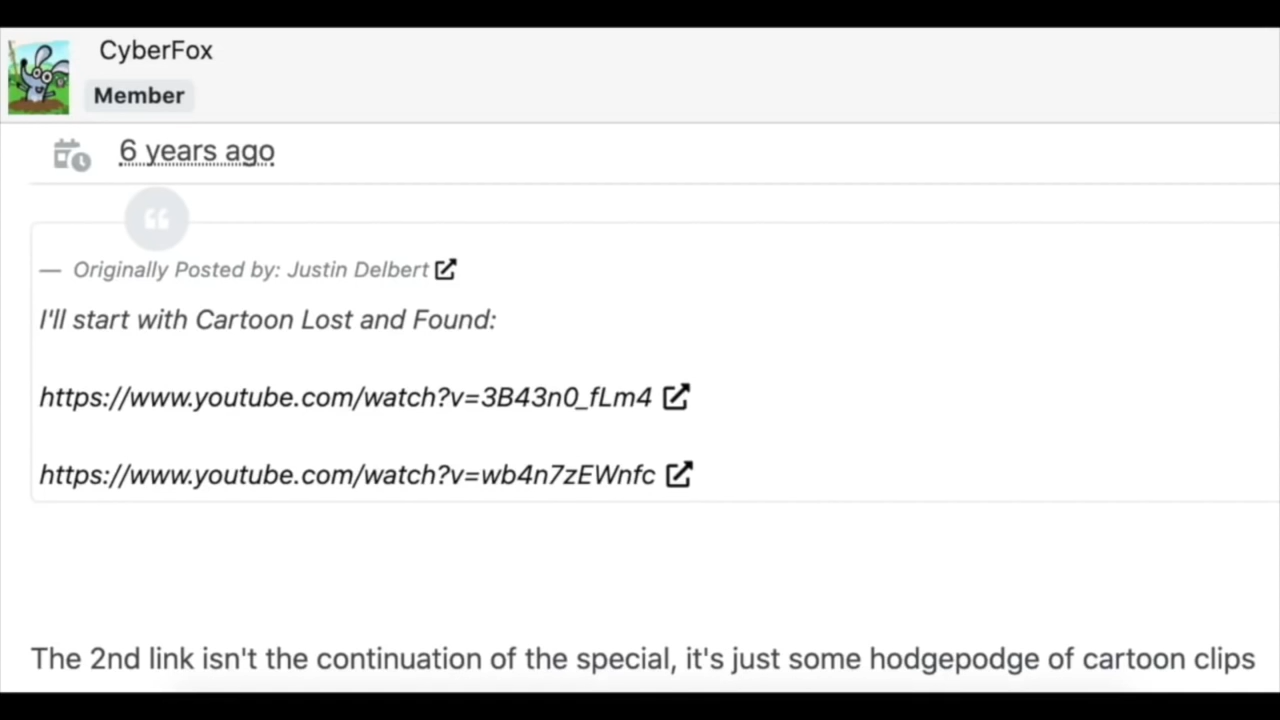 CyberFox
Member
6 years ago
— Originally Posted by: Justin Delbert
I'll start with Cartoon Lost and Found:
https://www.youtube.com/watch?v=3B43n0_fLm4
https://www.youtube.com/watch?v=wb4n7zEWnfc
The 2nd link isn't the continuation of the special, it's just some hodgepodge of cartoon clips